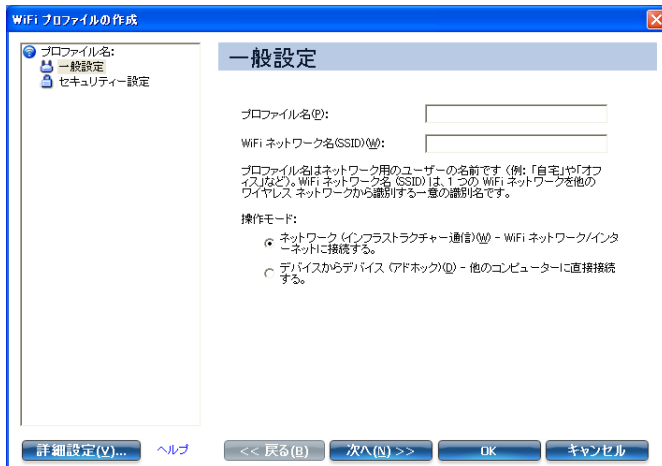 WiFi プロファイルの作成
プロファイル名:
一般設定
セキュリティー設定
一般設定
プロファイル名(P):
WiFi ネットワーク名(SSID)(W):
プロファイル名はネットワーク用のユーザーの名前です (例: 「自宅」や「オフ
ィス」など)。WiFi ネットワーク名 (SSID) は、1 つの WiFi ネットワークを他の
ワイヤレス ネットワークから識別する一意の識別名です。
操作モード:
ネットワーク (インフラストラクチャー通信)(W) - WiFi ネットワーク/インタ
ーネットに接続する。
デバイスからデバイス (アドホック)(D) - 他のコンピューターに直接接続
する。
詳細設定(V)... ヘルプ << 戻る(B) 次へ(N) >> OK キャンセル